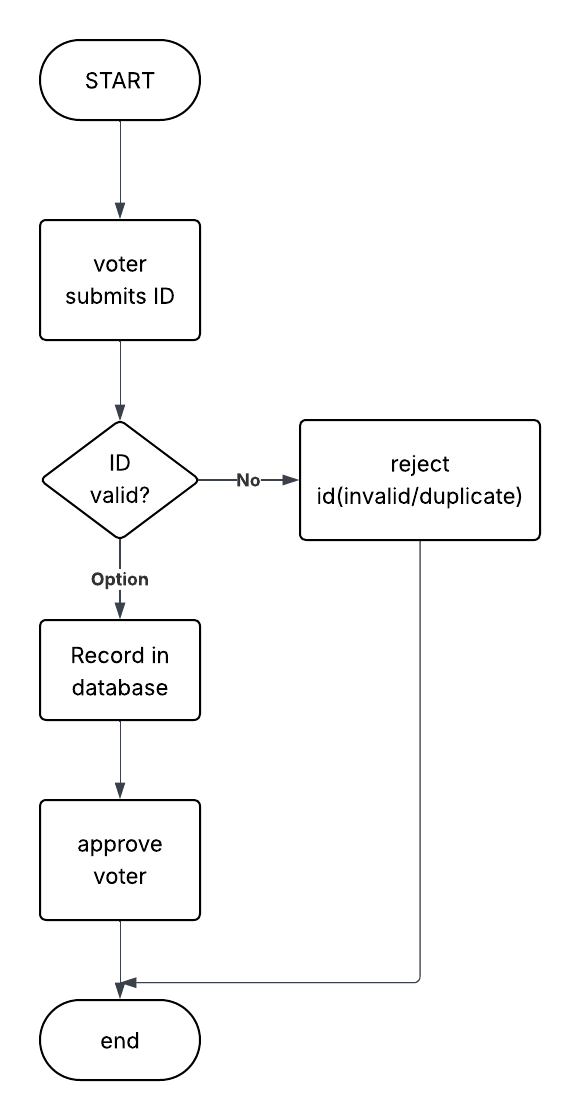 START
voter
submits ID
ID
valid?
No
reject
id(invalid/duplicate)
Option
Record in
database
approve
voter
end